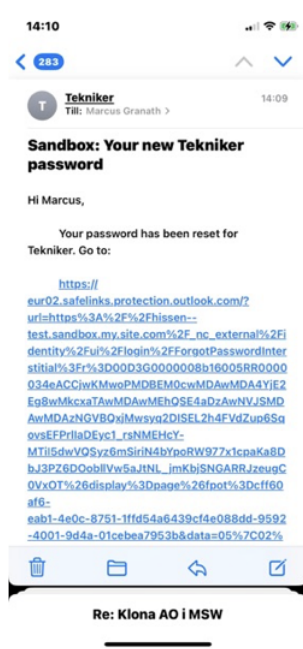 14:10
283
T
Tekniker
14:09
Till: Marcus Granath >
Sandbox: Your new Tekniker
password
Hi Marcus,
Your password has been reset for
Tekniker. Go to:
https://
eur02.safelinks.protection.outlook.com/?
url=https%3A%2F%2Fhissen--
test.sandbox.my.site.com%2F_nc_external%2Fi
dentity%2Fui%2Flogin%2FForgotPasswordInter
stitial%3Fr%3D00D3G0000008b16005RR0000
034eACCjwKMwoPMDBEM0cwMDAwMDA4YjE2
Eg8wMkcxaTAwMDAwMEhQSE4aDzAwNVJSMD
AwMDAzNGVBQxjMwsyq2DISEL2h4FVdZup6Sq
ovsEFPrIlaDEyc1_rsNMEHcY-
MTil5dwVQSyz6mSiriN4bYpoRW977x1cpaKa8D
bJ3PZ6DOobllVw5aJtNL_jmKbjSNGARRJzeugC
0VxOT%26display%3Dpage%26fpot%3Dcff60
af6-
eab1-4e0c-8751-1ffd54a6439cf4e088dd-9592
-4001-9d4a-01cebea7953b&data=05%7C02%
Re: Klona AO i MSW